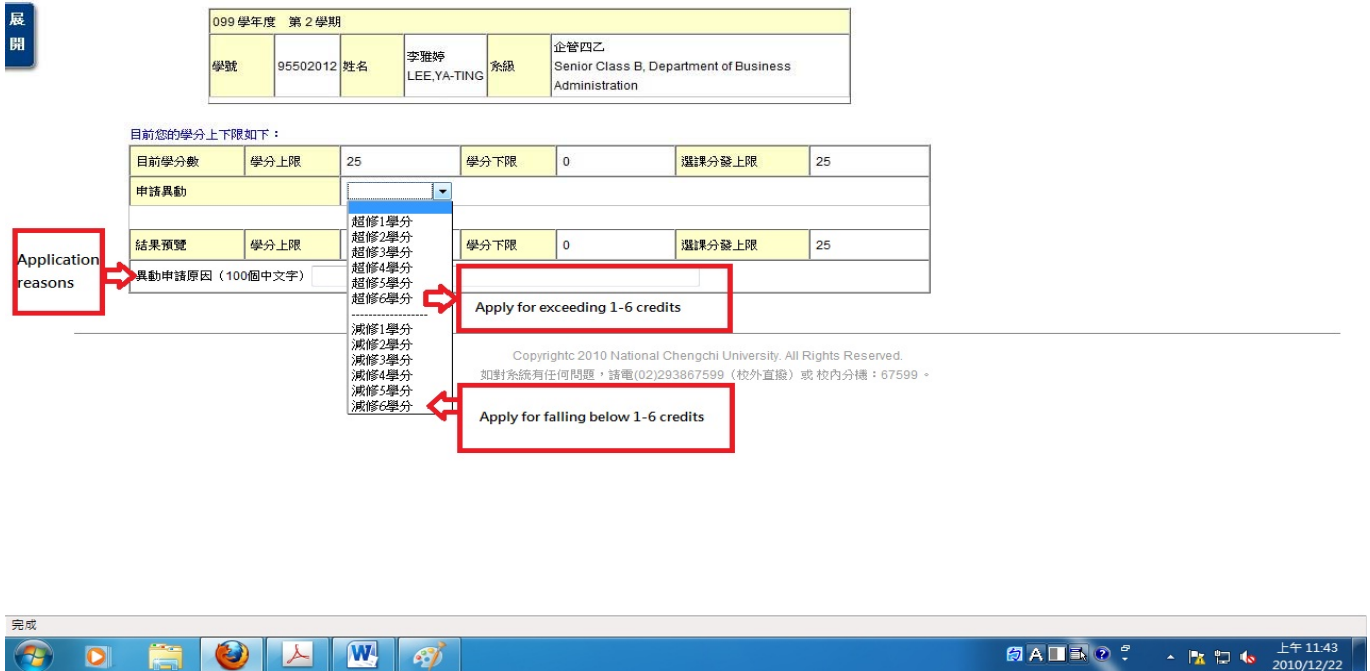 展
開
099 學年度 第 2 學期
學號 95502012 姓名 李雅婷 LEE,YA-TING 系級 企管四乙
Senior Class B, Department of Business
Administration
目前您的學分上下限如下：
目前學分數 學分上限 25 學分下限 0 選課分發上限 25
申請異動
超修1學分
超修2學分
超修3學分
超修4學分
超修5學分
超修6學分
------------------
減修1學分
減修2學分
減修3學分
減修4學分
減修5學分
減修6學分
結果預覽 學分上限 學分下限 0 選課分發上限 25
Application
reasons
異動申請原因（100個中文字）
Apply for exceeding 1-6 credits
Apply for falling below 1-6 credits
Copyrightc 2010 National Chengchi University. All Rights Reserved.
如對系統有任何問題，請電(02)293867599（校外直撥）或 校內分機：67599 。
完成
W
A
上午 11:43
2010/12/22